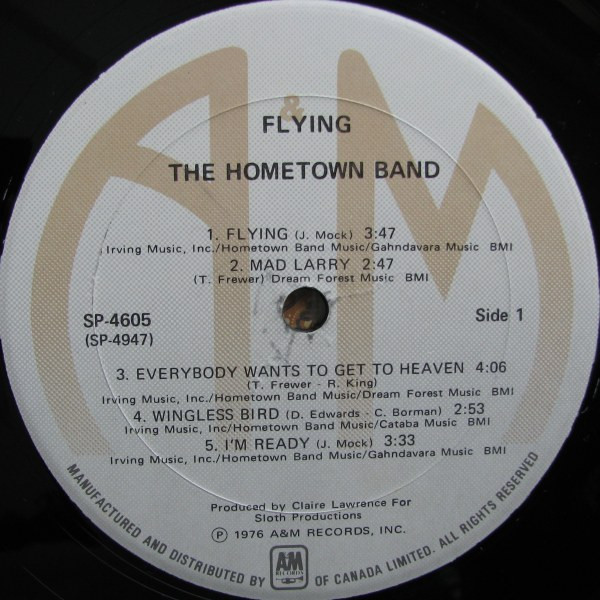 &
FLYING
THE HOMETOWN BAND
1. FLYING (J. Mock) 3:47
Irving Music, Inc./Hometown Band Music/Gahndavara Music BMI
2. MAD LARRY 2:47
(T. Frewer) Dream Forest Music BMI
SP-4605
(SP-4947)
Side 1
3. EVERYBODY WANTS TO GET TO HEAVEN 4:06
(T. Frewer - R. King)
Irving Music, Inc./Hometown Band Music/Dream Forest Music BMI
4. WINGLESS BIRD (D. Edwards - C. Borman) 2:53
Irving Music, Inc./Hometown Band Music/Cataba Music BMI
5. I'M READY (J. Mock) 3:33
Irving Music, Inc./Hometown Band Music/Gahndavara Music BMI
Produced by Claire Lawrence For
Sloth Productions
℗ 1976 A&M RECORDS, INC.
MANUFACTURED AND DISTRIBUTED BY A&M RECORDS OF CANADA LIMITED. ALL RIGHTS RESERVED